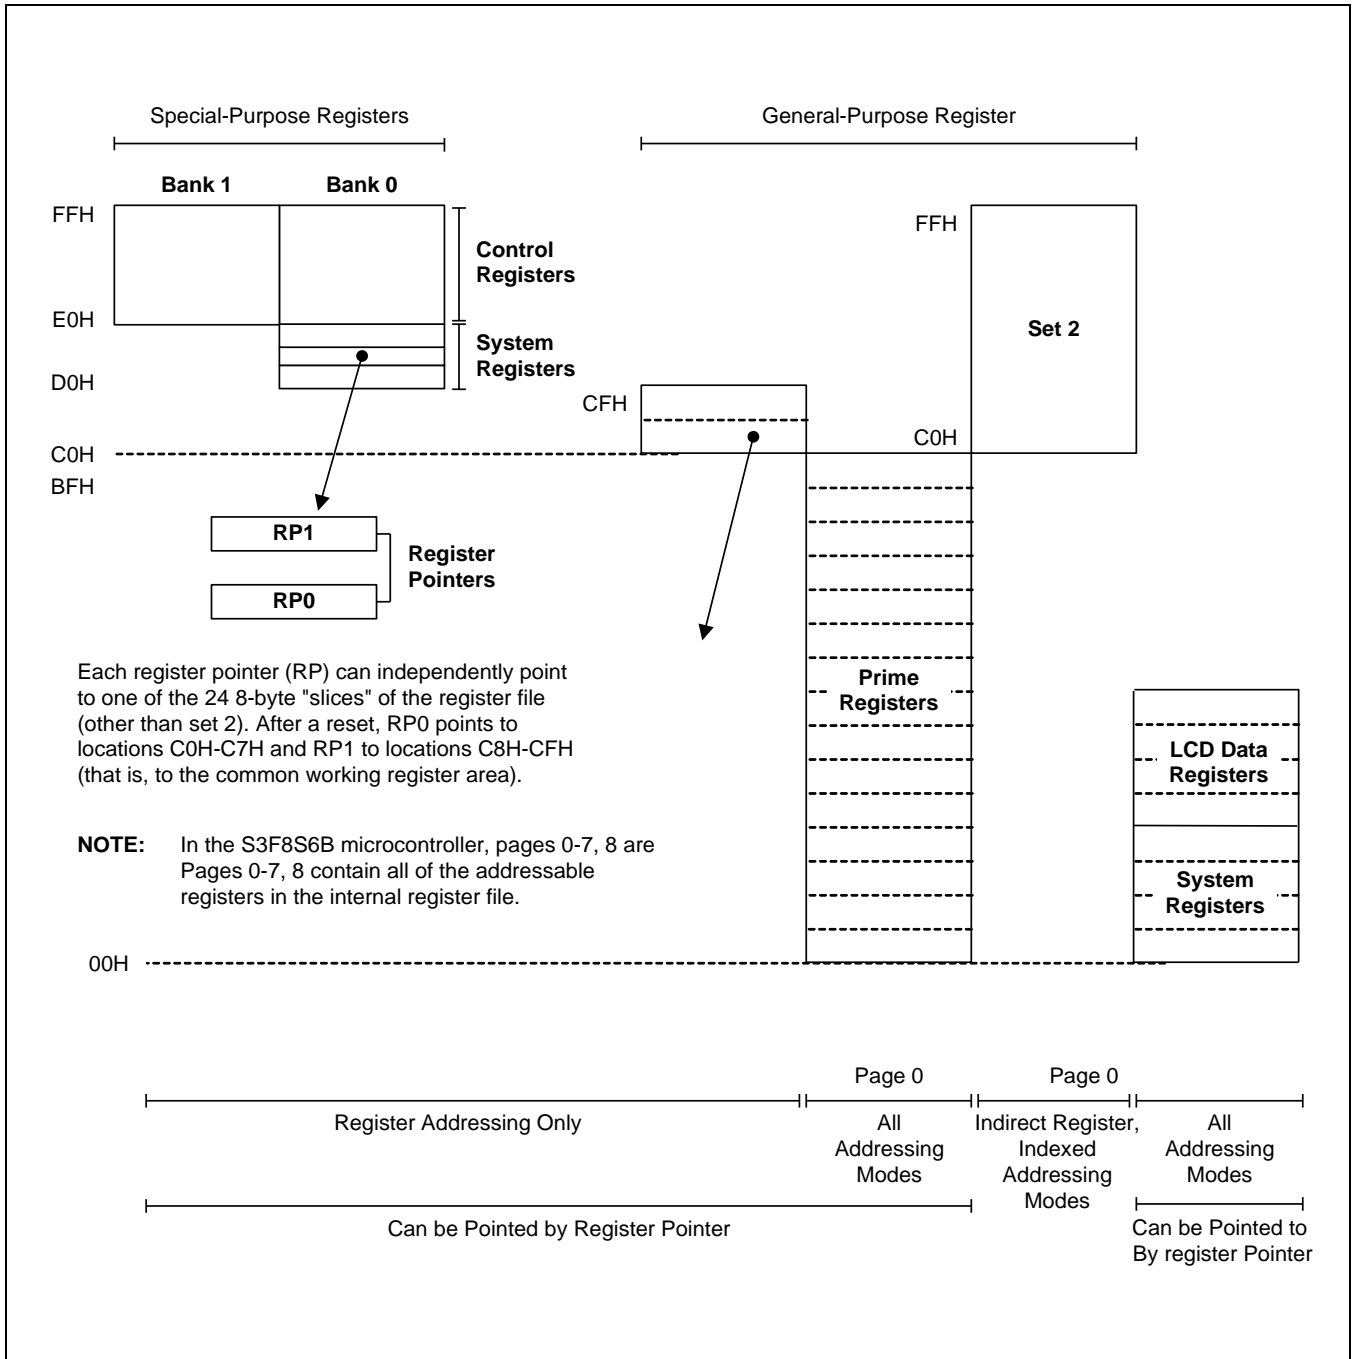 Special-Purpose Registers
General-Purpose Register
Bank 1
Bank 0
FFH
FFH
Control
Registers
E0H
Set 2
System
Registers
D0H
CFH
C0H
C0H
BFH
RP1
Register
Pointers
RP0
Each register pointer (RP) can independently point
to one of the 24 8-byte "slices" of the register file
(other than set 2). After a reset, RP0 points to
locations C0H-C7H and RP1 to locations C8H-CFH
(that is, to the common working register area).
Prime
Registers
LCD Data
Registers
NOTE: In the S3F8S6B microcontroller, pages 0-7, 8 are
Pages 0-7, 8 contain all of the addressable
registers in the internal register file.
System
Registers
00H
Page 0
Page 0
Register Addressing Only
All
Addressing
Modes
Indirect Register,
Indexed
Addressing
Modes
All
Addressing
Modes
Can be Pointed by Register Pointer
Can be Pointed to
By register Pointer